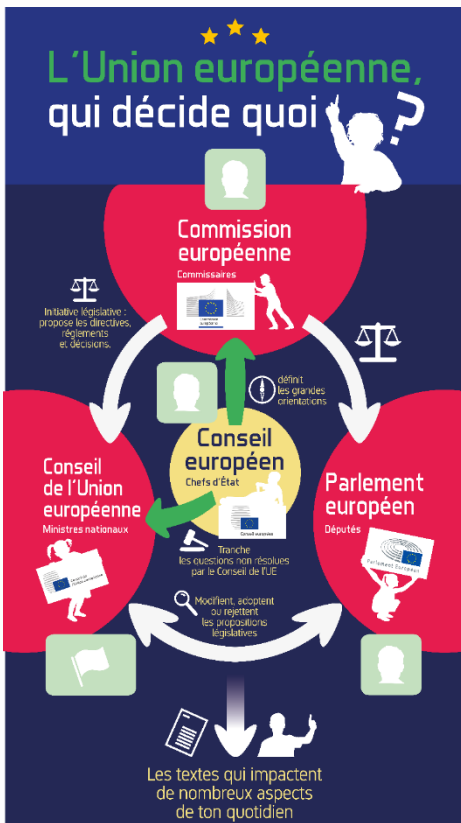 L'Union européenne,
qui décide quoi ?
Commission
européenne
Commissaires
Initiative législative :
propose les directives,
réglements
et décisions.
définit
les grandes
orientations
Conseil
européen
Chefs d'État
Conseil européen
Conseil
de l'Union
européenne
Ministres nationaux
Parlement
européen
Députés
Parlement Européen
Tranche
les questions non résolues
par le Conseil de l'UE
Modifient, adoptent
ou rejettent
les propositions
législatives
Les textes qui impactent
de nombreux aspects
de ton quotidien